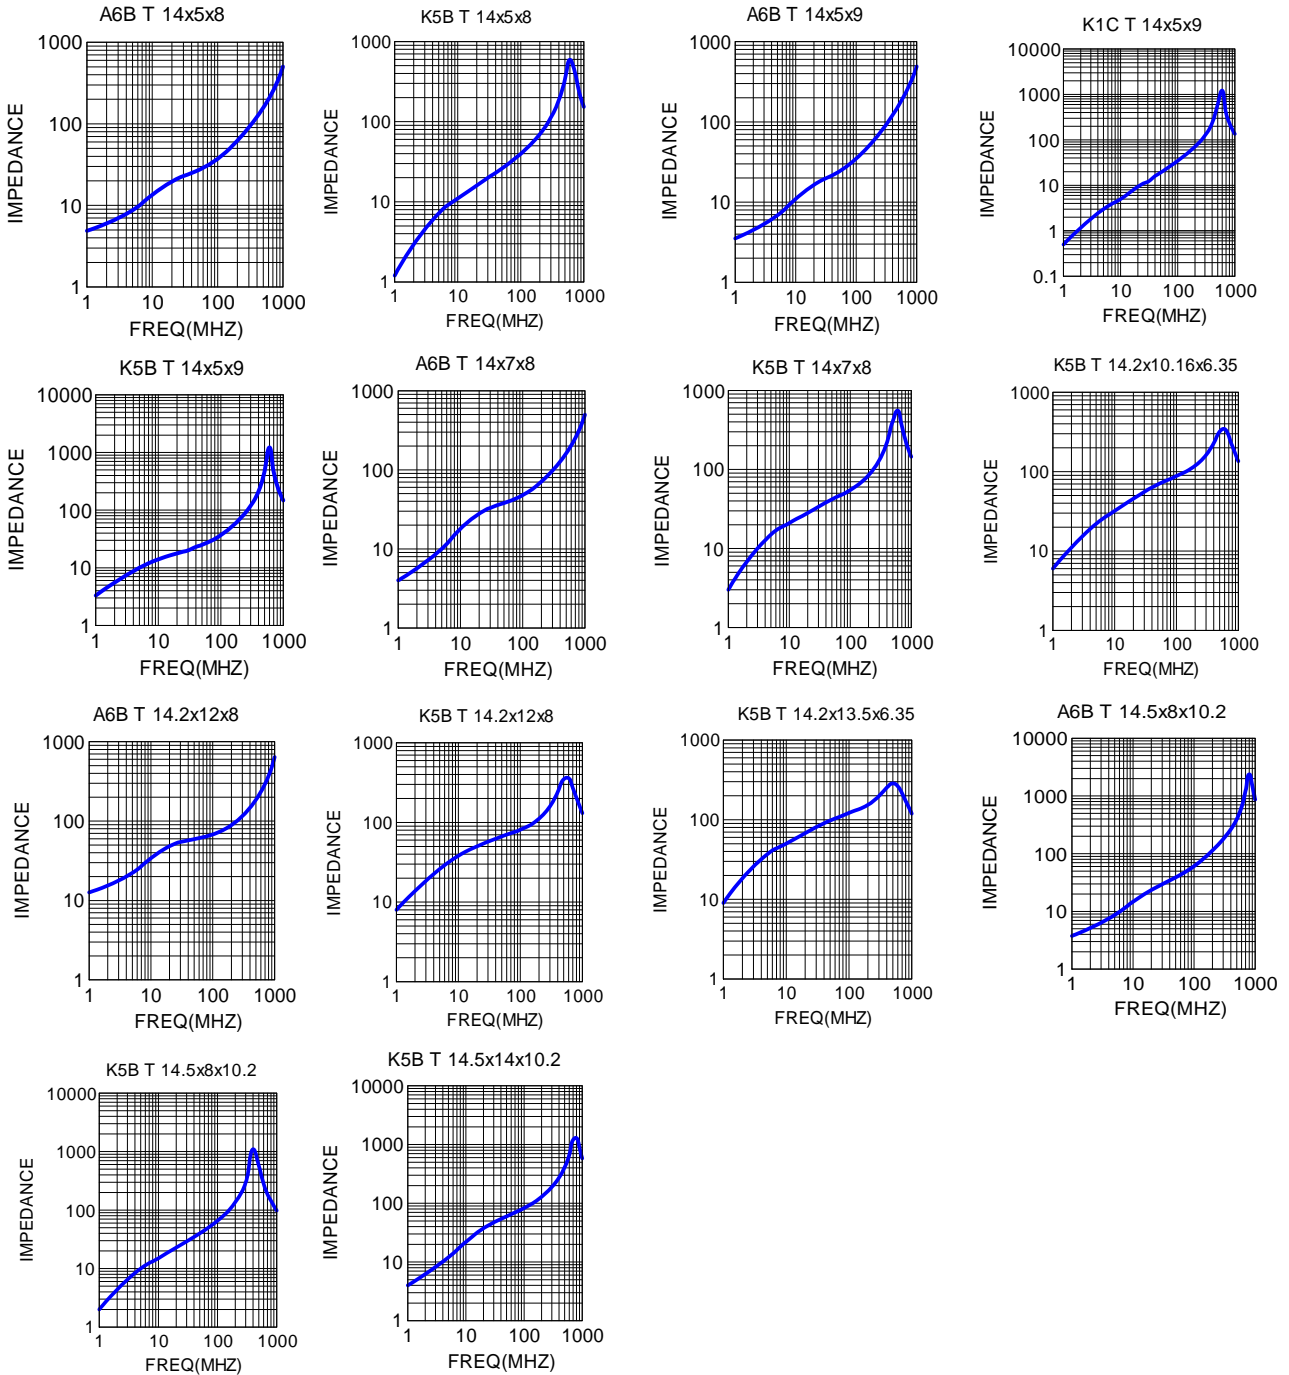 A6B T 14x5x8
1000
100
10
1
1 10 100 1000
IMPEDANCE
FREQ(MHZ)
K5B T 14x5x8
1000
100
10
1
1 10 100 1000
IMPEDANCE
FREQ(MHZ)
A6B T 14x5x9
1000
100
10
1
1 10 100 1000
IMPEDANCE
FREQ(MHZ)
K1C T 14x5x9
10000
1000
100
10
1
0.1
1 10 100 1000
IMPEDANCE
FREQ(MHZ)
K5B T 14x5x9
10000
1000
100
10
1
1 10 100 1000
IMPEDANCE
FREQ(MHZ)
A6B T 14x7x8
1000
100
10
1
1 10 100 1000
IMPEDANCE
FREQ(MHZ)
K5B T 14x7x8
1000
100
10
1
1 10 100 1000
IMPEDANCE
FREQ(MHZ)
K5B T 14.2x10.16x6.35
1000
100
10
1
1 10 100 1000
IMPEDANCE
FREQ(MHZ)
A6B T 14.2x12x8
1000
100
10
1
1 10 100 1000
IMPEDANCE
FREQ(MHZ)
K5B T 14.2x12x8
1000
100
10
1
1 10 100 1000
IMPEDANCE
FREQ(MHZ)
K5B T 14.2x13.5x6.35
1000
100
10
1
1 10 100 1000
IMPEDANCE
FREQ(MHZ)
A6B T 14.5x8x10.2
10000
1000
100
10
1
1 10 100 1000
IMPEDANCE
FREQ(MHZ)
K5B T 14.5x8x10.2
10000
1000
100
10
1
1 10 100 1000
IMPEDANCE
FREQ(MHZ)
K5B T 14.5x14x10.2
10000
1000
100
10
1
1 10 100 1000
IMPEDANCE
FREQ(MHZ)